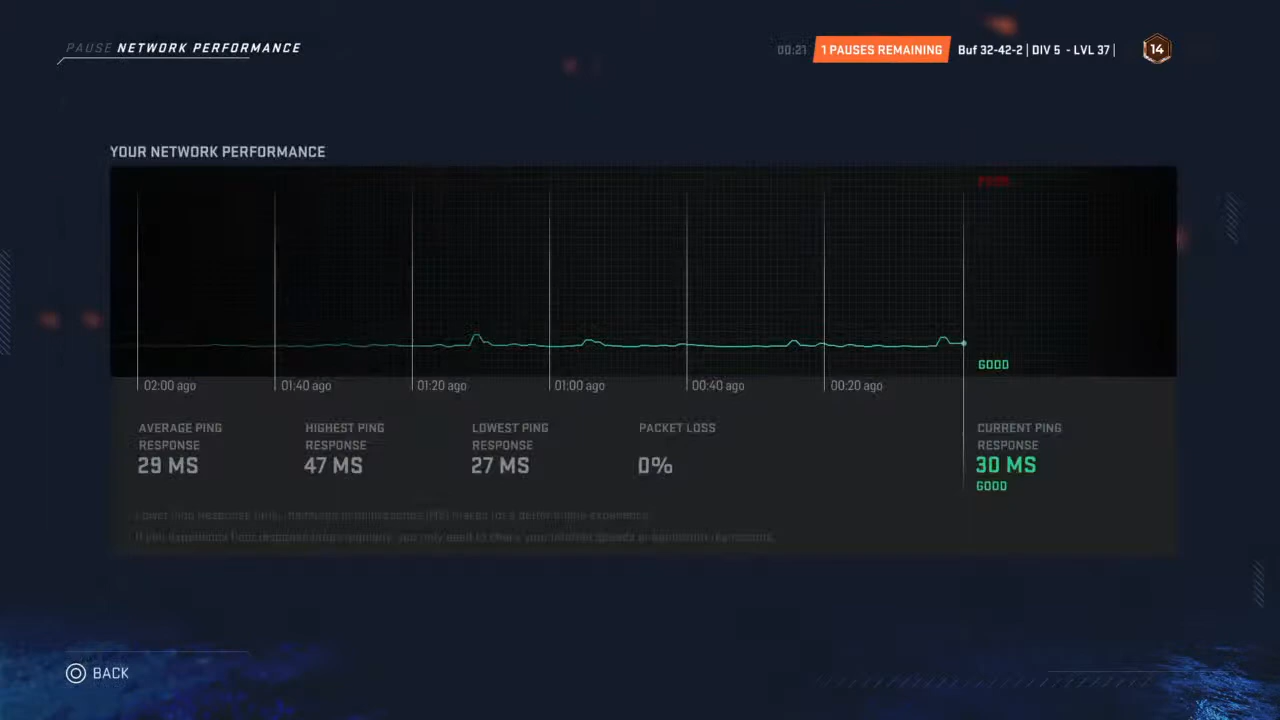 PAUSE NETWORK PERFORMANCE
00:21 1 PAUSES REMAINING Buf 32-42-2 | DIV 5 - LVL 37 | 14
YOUR NETWORK PERFORMANCE
POOR
GOOD
02:00 ago 01:40 ago 01:20 ago 01:00 ago 00:40 ago 00:20 ago
AVERAGE PING RESPONSE
29 MS
HIGHEST PING RESPONSE
47 MS
LOWEST PING RESPONSE
27 MS
PACKET LOSS
0%
CURRENT PING RESPONSE
30 MS
GOOD
BACK